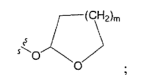 (CH₂)ₘ
O
O
;